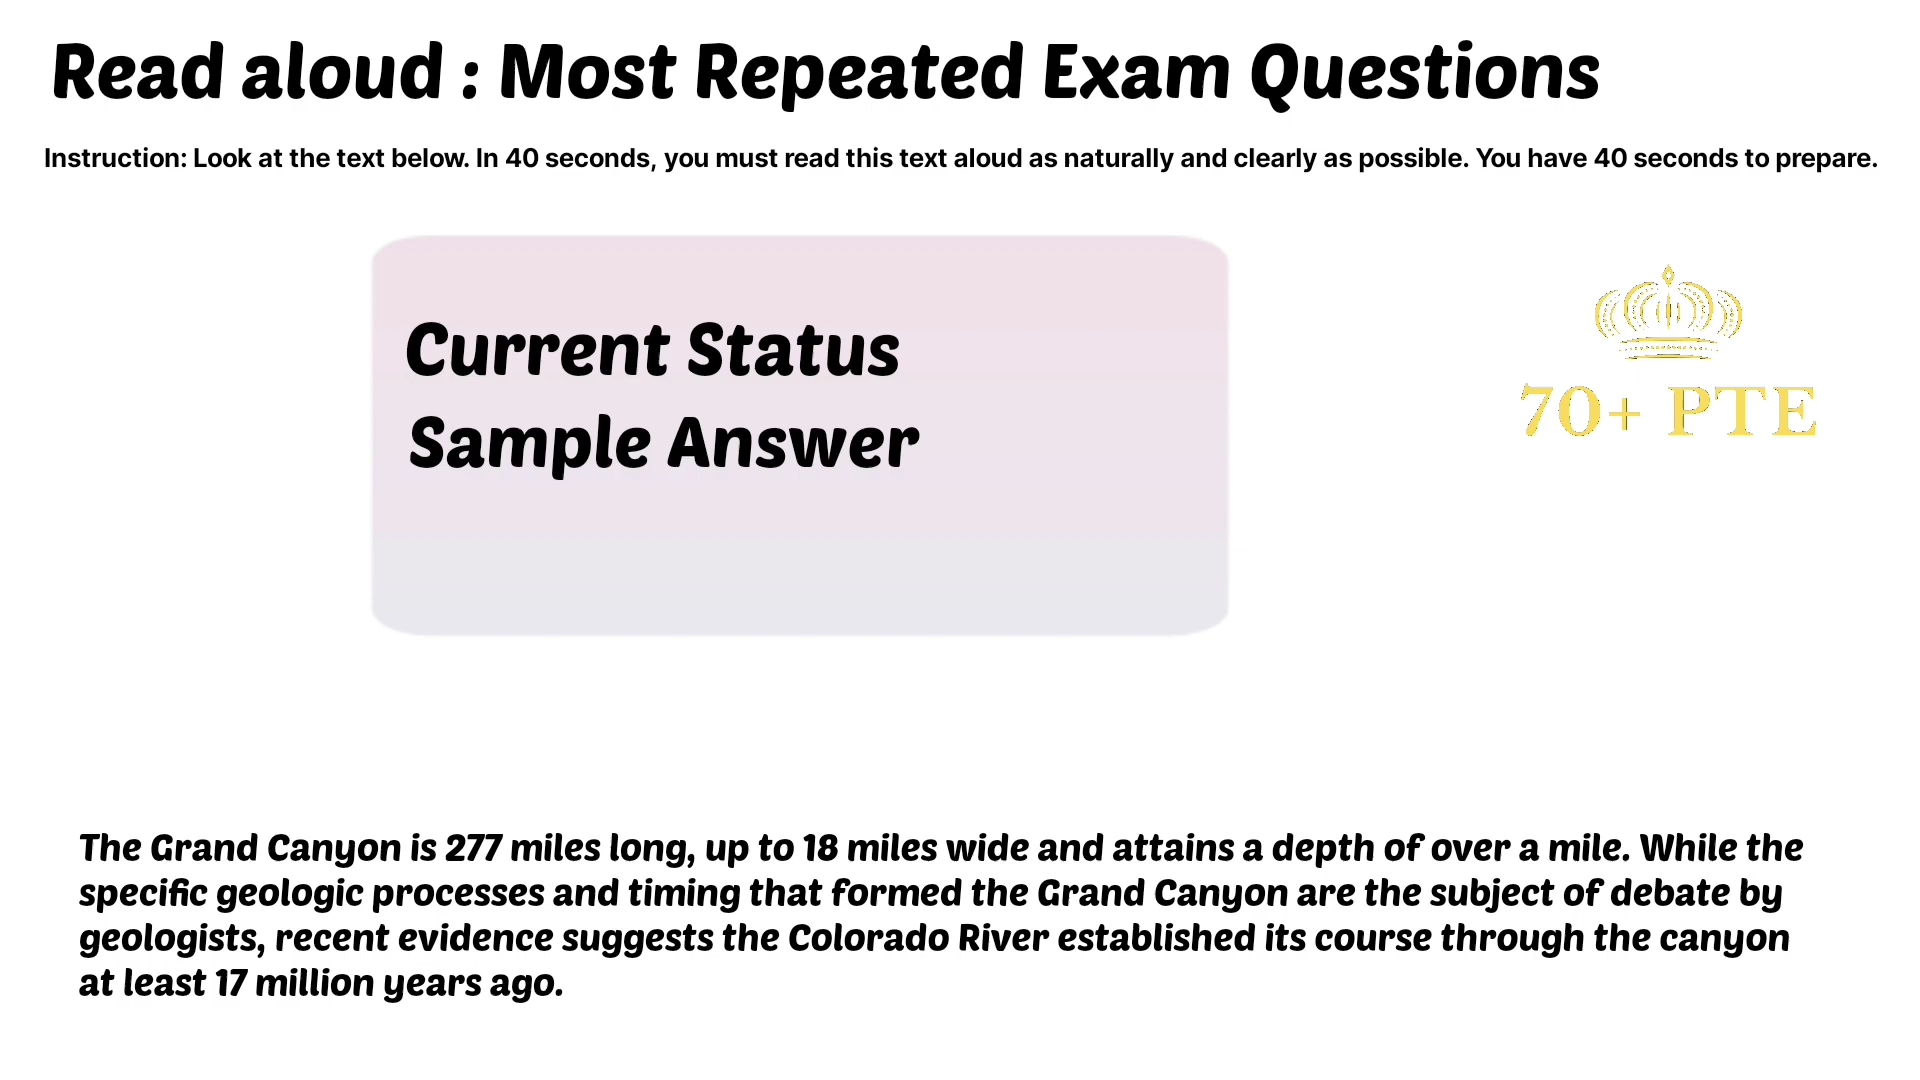 Read aloud : Most Repeated Exam Questions
Instruction: Look at the text below. In 40 seconds, you must read this text aloud as naturally and clearly as possible. You have 40 seconds to prepare.
Current Status
Sample Answer
70+ PTE
The Grand Canyon is 277 miles long, up to 18 miles wide and attains a depth of over a mile. While the
specific geologic processes and timing that formed the Grand Canyon are the subject of debate by
geologists, recent evidence suggests the Colorado River established its course through the canyon
at least 17 million years ago.